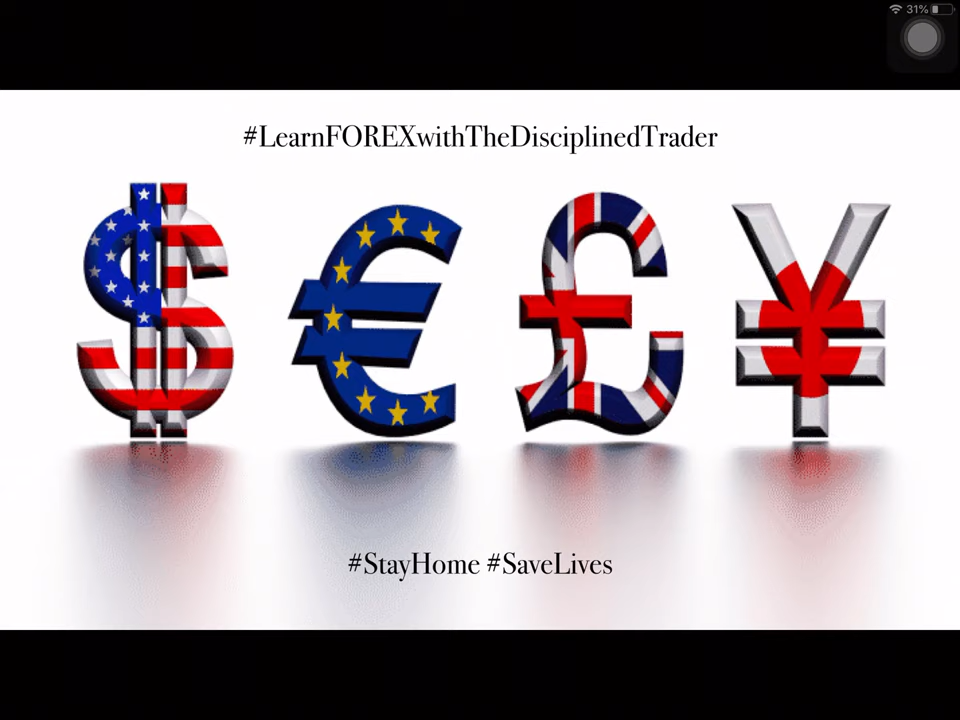 31%
#LearnFOREXwithTheDisciplinedTrader
$ € £ ¥
#StayHome #SaveLives